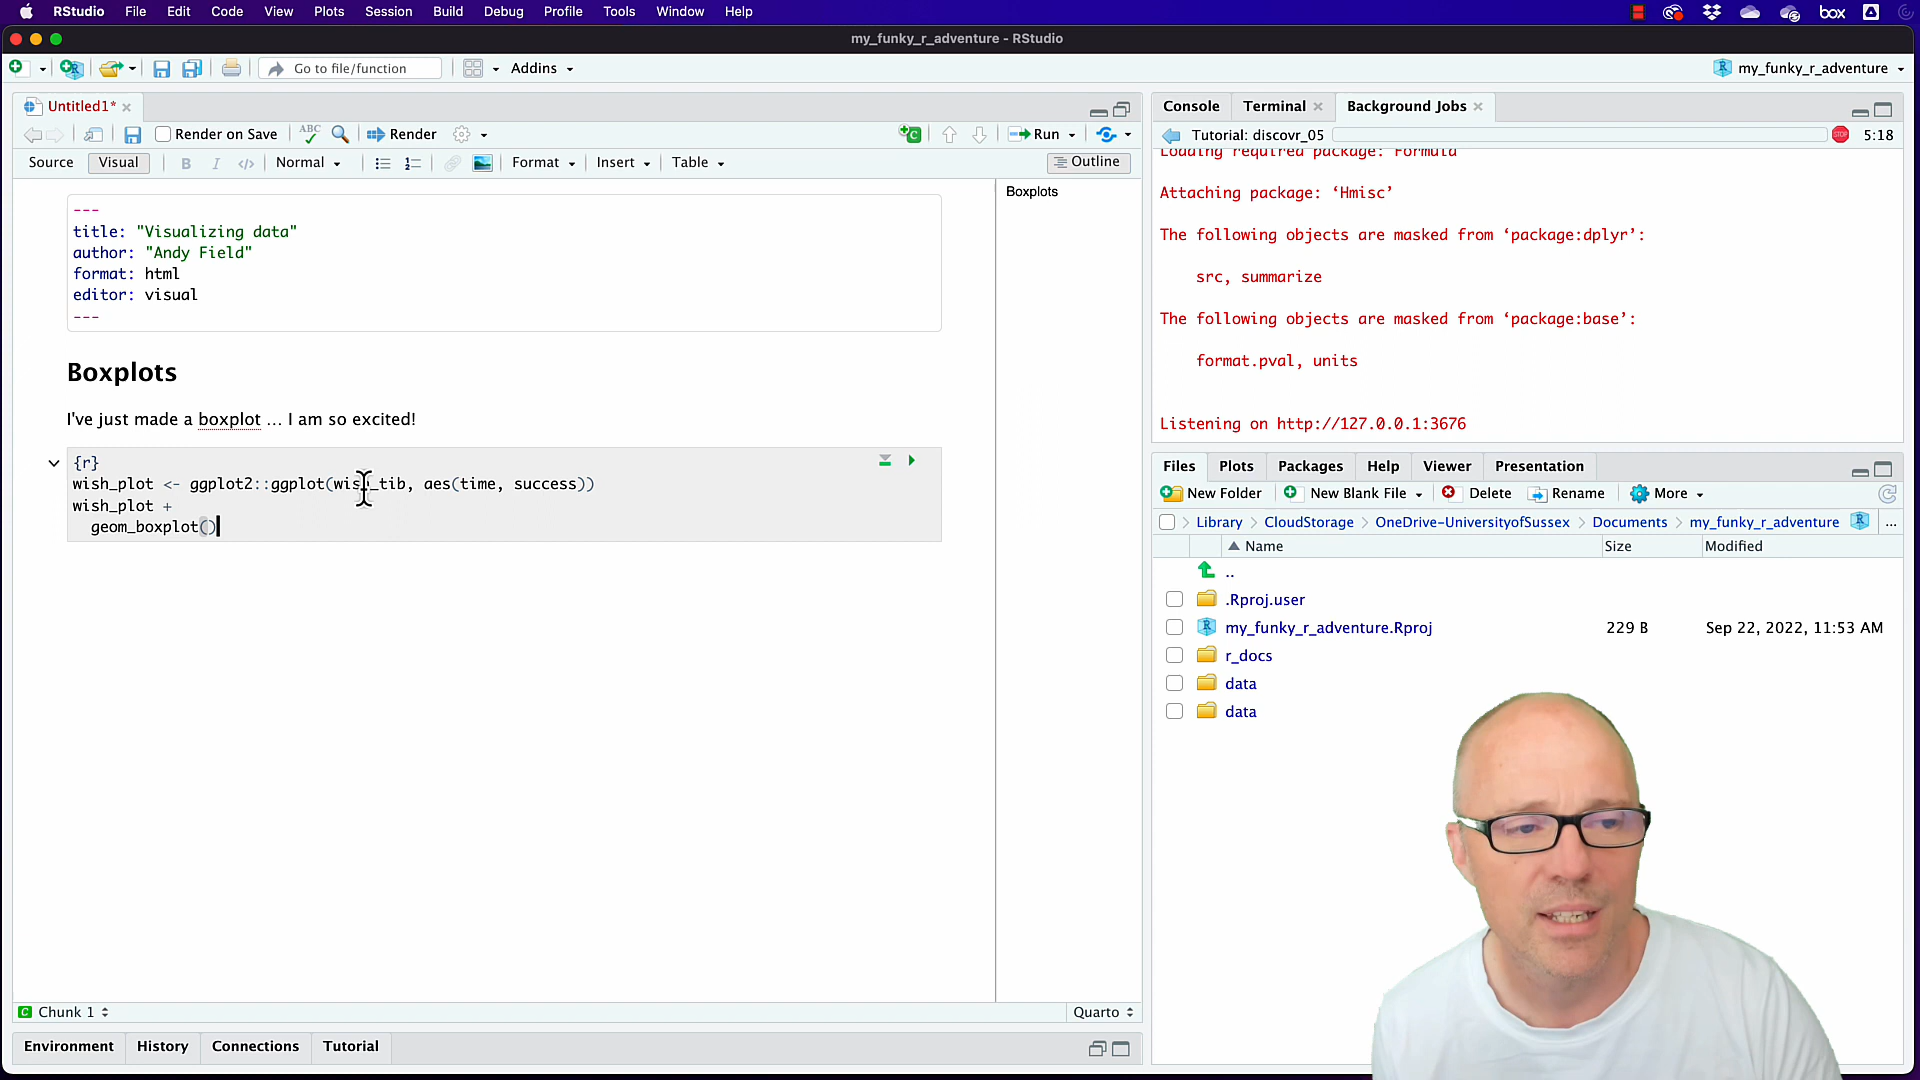 RStudio File Edit Code View Plots Session Build Debug Profile Tools Window Help box
my_funky_r_adventure - RStudio
Go to file/function Addins my_funky_r_adventure
Untitled1*
Render on Save ABC Render Run
Source Visual B I </> Normal Format Insert Table Outline
---
title: "Visualizing data"
author: "Andy Field"
format: html
editor: visual
---
Boxplots
I've just made a boxplot … I am so excited!
{r}
wish_plot <- ggplot2::ggplot(wish_tib, aes(time, success))
wish_plot +
geom_boxplot()
Boxplots
Chunk 1 Quarto
Environment History Connections Tutorial
Console Terminal Background Jobs
Tutorial: discovr_05 STOP 5:18
Loading required package: Formula
Attaching package: ‘Hmisc’
The following objects are masked from ‘package:dplyr’:
src, summarize
The following objects are masked from ‘package:base’:
format.pval, units
Listening on http://127.0.0.1:3676
Files Plots Packages Help Viewer Presentation
New Folder New Blank File Delete Rename More
Library CloudStorage OneDrive-UniversityofSussex Documents my_funky_r_adventure ...
Name Size Modified
..
.Rproj.user
my_funky_r_adventure.Rproj 229 B Sep 22, 2022, 11:53 AM
r_docs
data
data